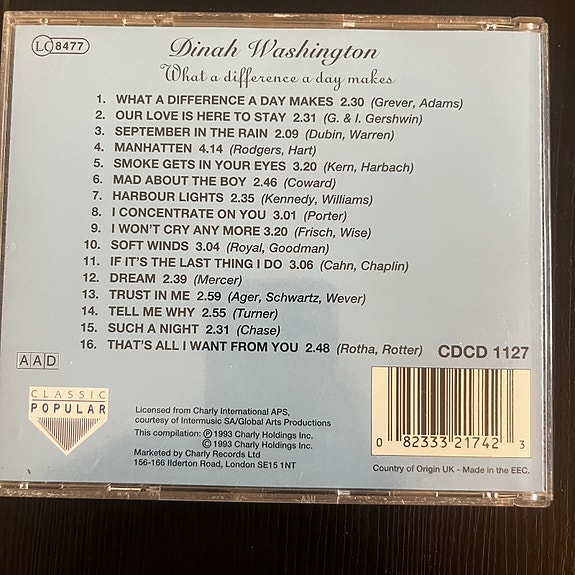 LC 8477
Dinah Washington
What a difference a day makes
1. WHAT A DIFFERENCE A DAY MAKES 2.30 (Grever, Adams)
2. OUR LOVE IS HERE TO STAY 2.31 (G. & I. Gershwin)
3. SEPTEMBER IN THE RAIN 2.09 (Dubin, Warren)
4. MANHATTEN 4.14 (Rodgers, Hart)
5. SMOKE GETS IN YOUR EYES 3.20 (Kern, Harbach)
6. MAD ABOUT THE BOY 2.46 (Coward)
7. HARBOUR LIGHTS 2.35 (Kennedy, Williams)
8. I CONCENTRATE ON YOU 3.01 (Porter)
9. I WON'T CRY ANY MORE 3.20 (Frisch, Wise)
10. SOFT WINDS 3.04 (Royal, Goodman)
11. IF IT'S THE LAST THING I DO 3.06 (Cahn, Chaplin)
12. DREAM 2.39 (Mercer)
13. TRUST IN ME 2.59 (Ager, Schwartz, Wever)
14. TELL ME WHY 2.55 (Turner)
15. SUCH A NIGHT 2.31 (Chase)
16. THAT'S ALL I WANT FROM YOU 2.48 (Rotha, Rotter)
CDCD 1127
AAD
CLASSIC
POPULAR
Licensed from Charly International APS,
courtesy of Intermusic SA/Global Arts Productions
This compilation: ℗ 1993 Charly Holdings Inc.
© 1993 Charly Holdings Inc.
Marketed by Charly Records Ltd
156-166 Ilderton Road, London SE15 1NT
0 82333 21742 3
Country of Origin UK - Made in the EEC.